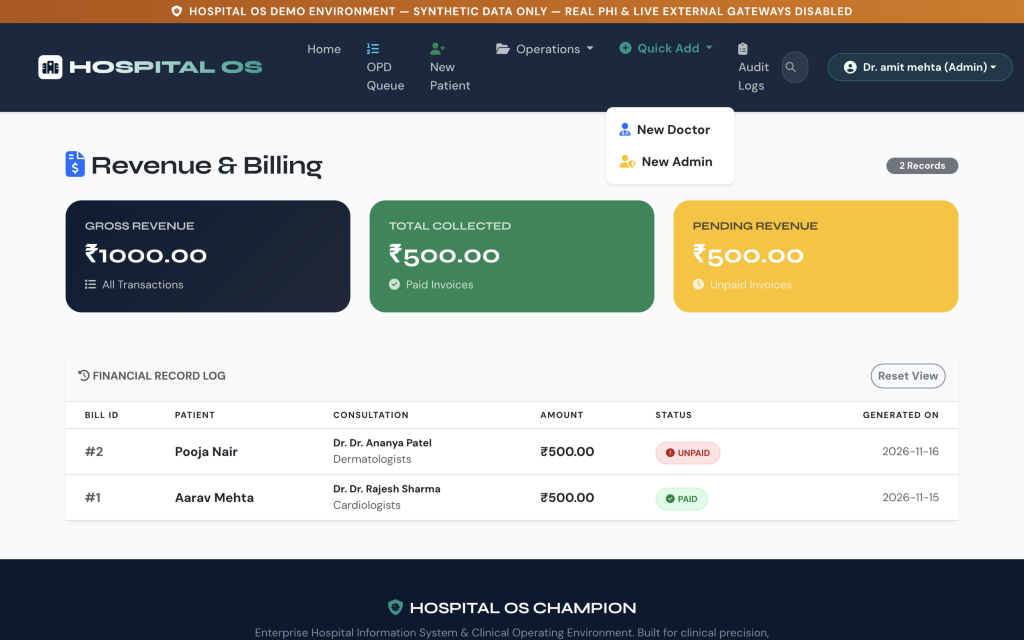 HOSPITAL OS DEMO ENVIRONMENT — SYNTHETIC DATA ONLY — REAL PHI & LIVE EXTERNAL GATEWAYS DISABLED
HOSPITAL OS
Home
OPD
Queue
New
Patient
Operations
Quick Add
Audit
Logs
Dr. amit mehta (Admin)
New Doctor
New Admin
Revenue & Billing
2 Records
GROSS REVENUE
₹1000.00
All Transactions
TOTAL COLLECTED
₹500.00
Paid Invoices
PENDING REVENUE
₹500.00
Unpaid Invoices
FINANCIAL RECORD LOG
Reset View
BILL ID PATIENT CONSULTATION AMOUNT STATUS GENERATED ON
#2 Pooja Nair Dr. Dr. Ananya Patel ₹500.00 UNPAID 2026-11-16
Dermatologists
#1 Aarav Mehta Dr. Dr. Rajesh Sharma ₹500.00 PAID 2026-11-15
Cardiologists
HOSPITAL OS CHAMPION
Enterprise Hospital Information System & Clinical Operating Environment. Built for clinical precision,